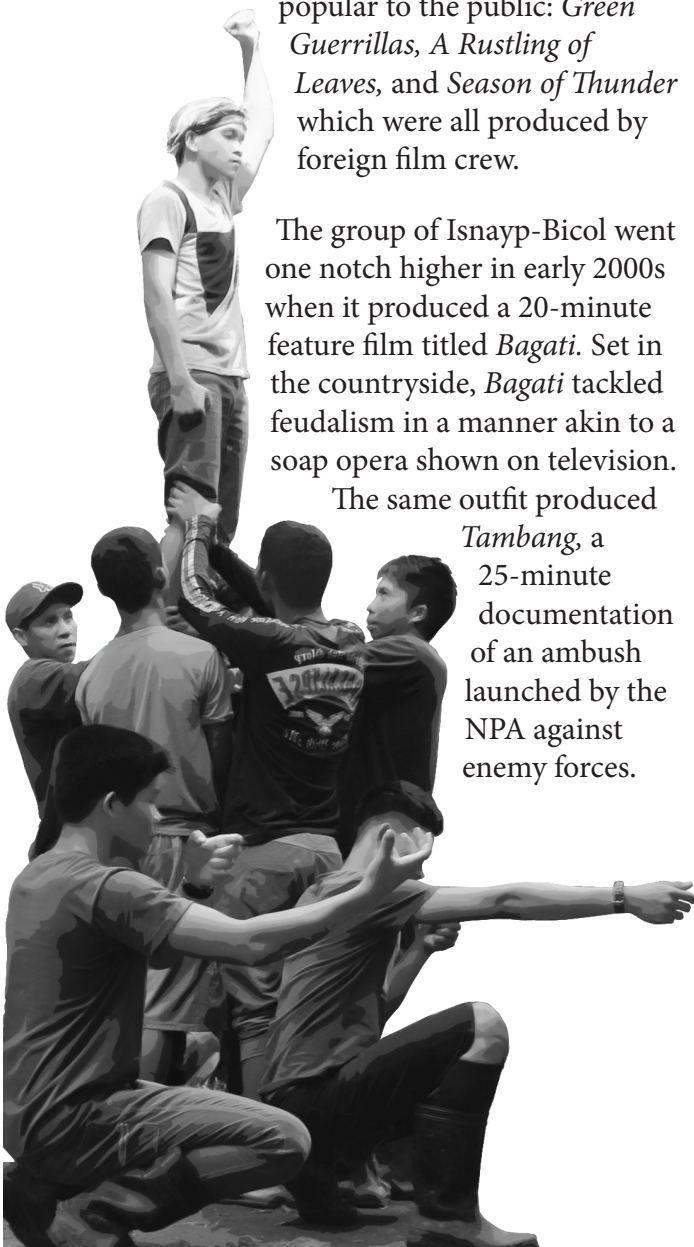 popular to the public: Green
Guerrillas, A Rustling of
Leaves, and Season of Thunder
which were all produced by
foreign film crew.
The group of Isnayp-Bicol went
one notch higher in early 2000s
when it produced a 20-minute
feature film titled Bagati. Set in
the countryside, Bagati tackled
feudalism in a manner akin to a
soap opera shown on television.
The same outfit produced
Tambang, a
25-minute
documentation
of an ambush
launched by the
NPA against
enemy forces.